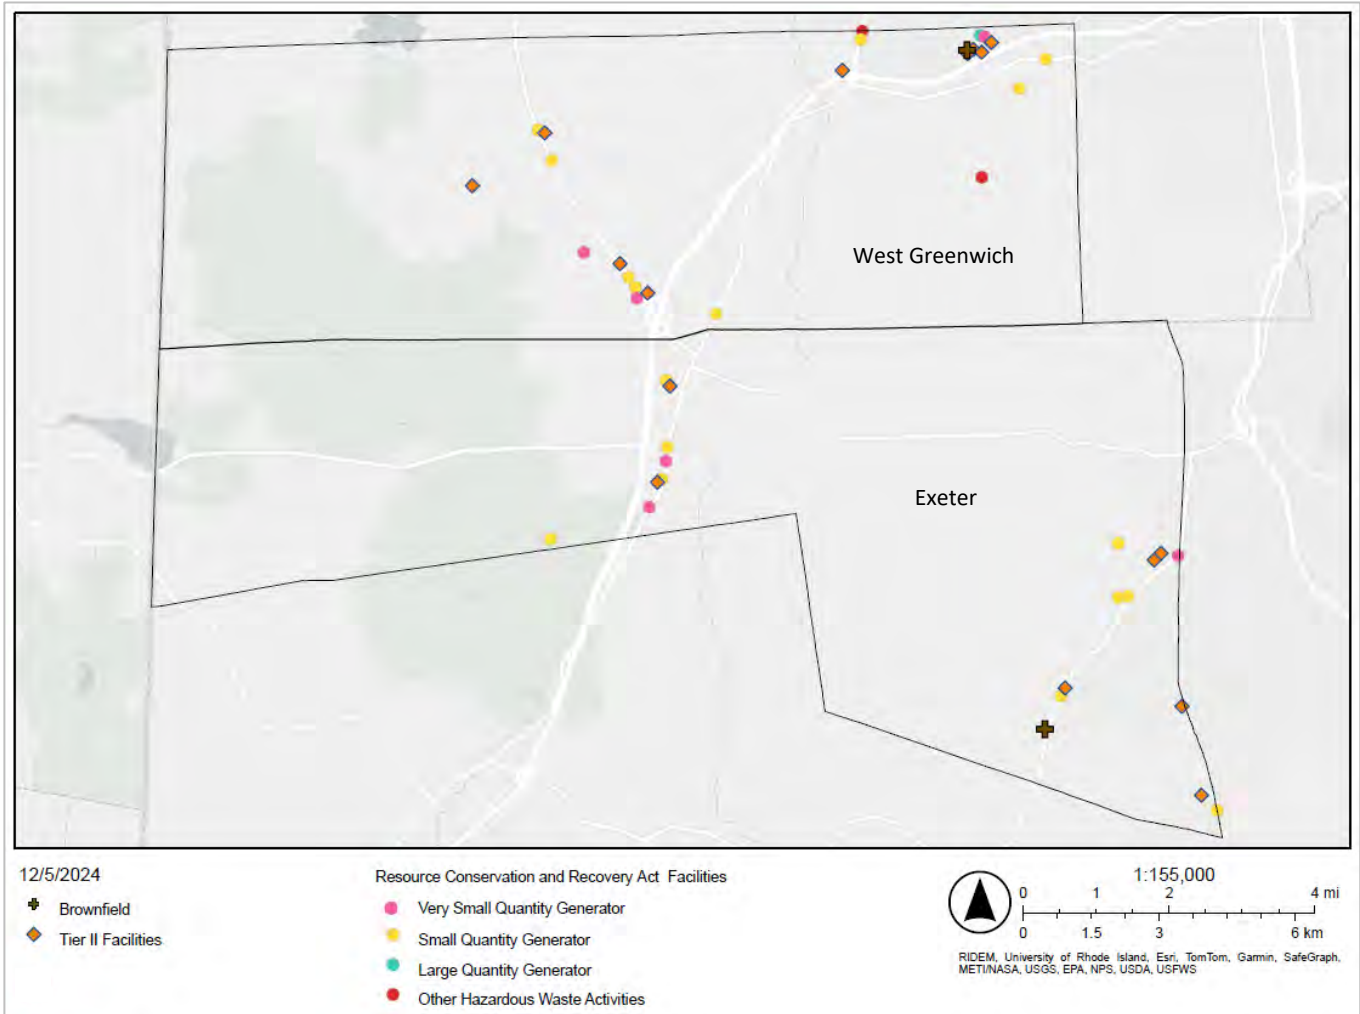 West Greenwich
Exeter
12/5/2024
Brownfield
Tier II Facilities
Resource Conservation and Recovery Act Facilities
Very Small Quantity Generator
Small Quantity Generator
Large Quantity Generator
Other Hazardous Waste Activities
1:155,000
0 1 2 4 mi
0 1.5 3 6 km
RIDEM, University of Rhode Island, Esri, TomTom, Garmin, SafeGraph,
METI/NASA, USGS, EPA, NPS, USDA, USFWS